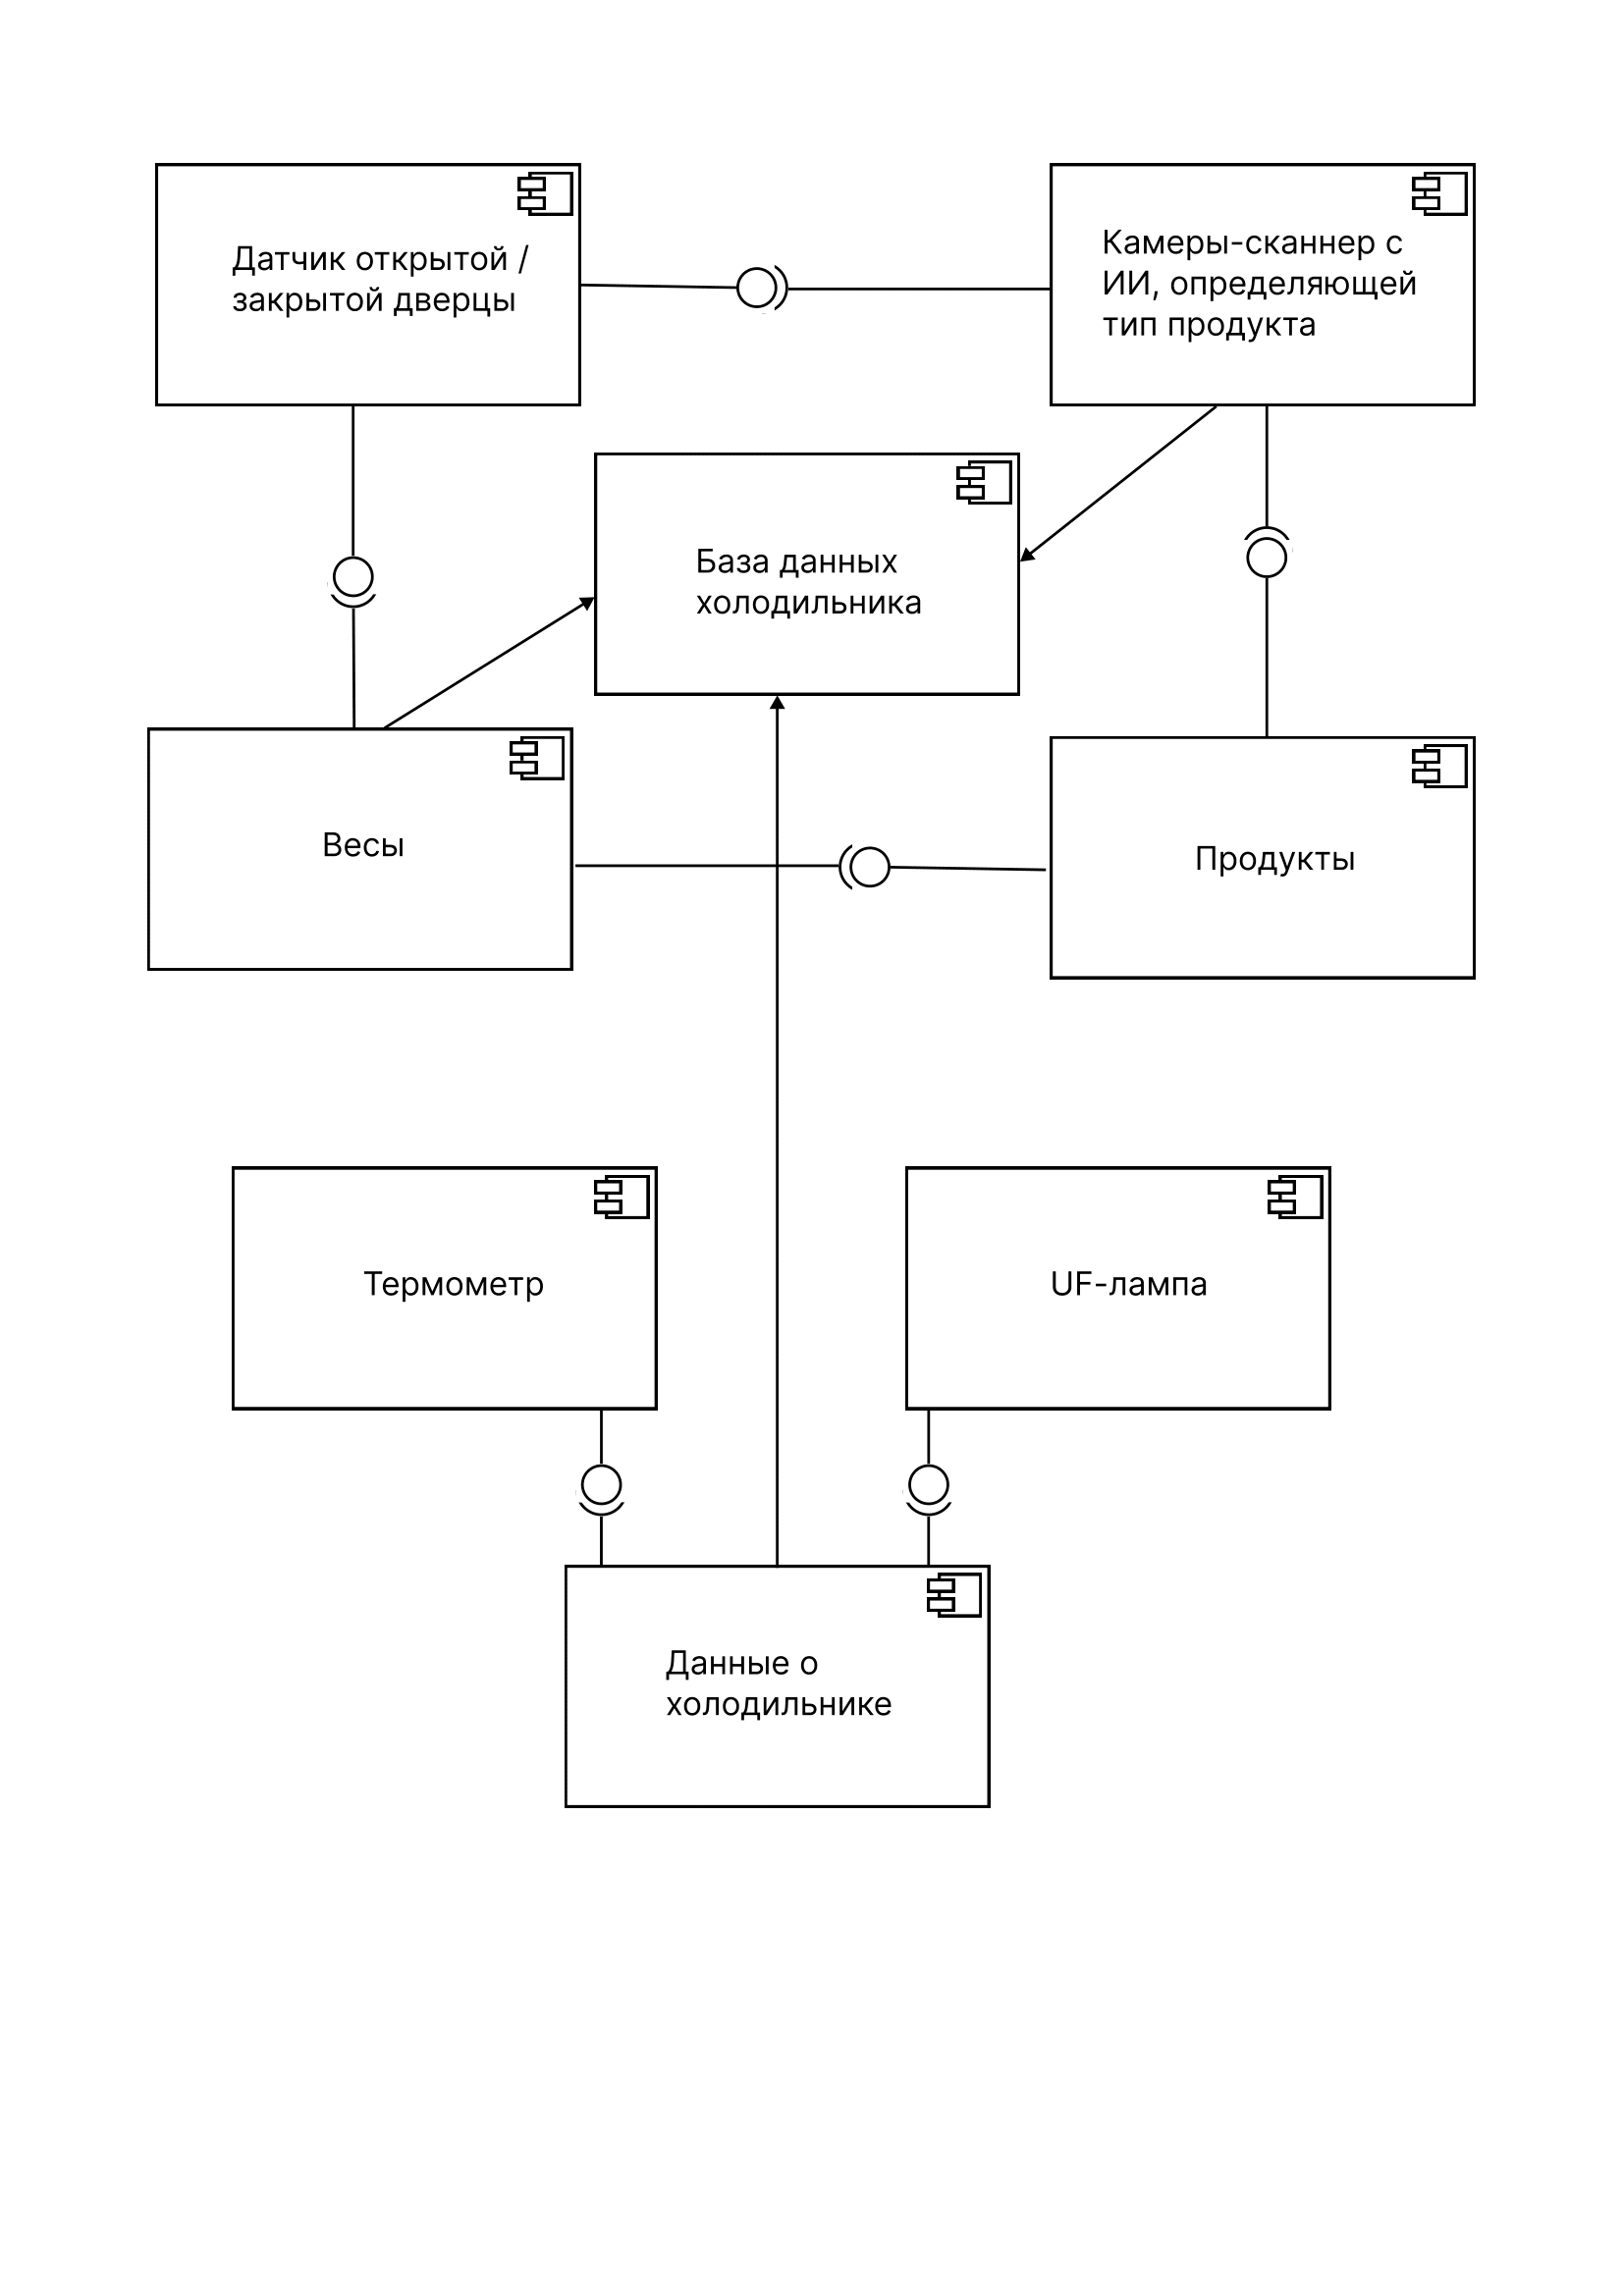 Датчик открытой /
закрытой дверцы
Камеры-сканнер с
ИИ, определяющей
тип продукта
База данных
холодильника
Весы
Продукты
Термометр
UF-лампа
Данные о
холодильнике